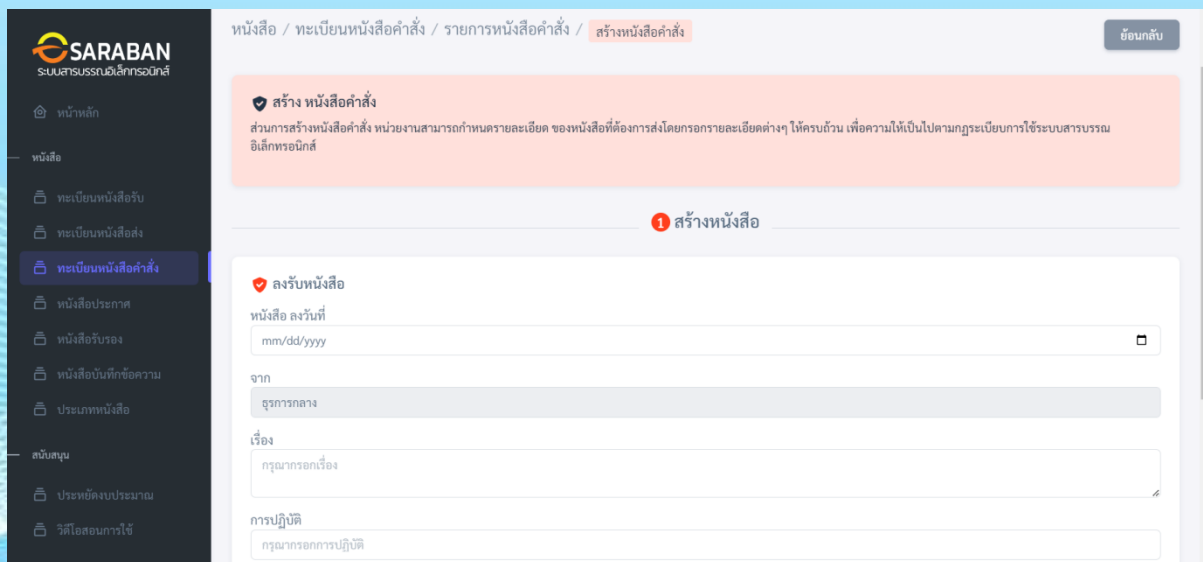 SARABAN
ระบบสารบรรณอิเล็กทรอนิกส์
หน้าหลัก
หนังสือ
ทะเบียนหนังสือรับ
ทะเบียนหนังสือส่ง
ทะเบียนหนังสือคำสั่ง
หนังสือประกาศ
หนังสือรับรอง
หนังสือบันทึกข้อความ
ประเภทหนังสือ
สนับสนุน
ประหยัดงบประมาณ
วิดีโอสอนการใช้
หนังสือ / ทะเบียนหนังสือคำสั่ง / รายการหนังสือคำสั่ง / สร้างหนังสือคำสั่ง
ย้อนกลับ
สร้าง หนังสือคำสั่ง
ส่วนการสร้างหนังสือคำสั่ง หน่วยงานสามารถกำหนดรายละเอียด ของหนังสือที่ต้องการส่งโดยกรอกรายละเอียดต่างๆ ให้ครบถ้วน เพื่อความให้เป็นไปตามกฎระเบียบการใช้ระบบสารบรรณ
อิเล็กทรอนิกส์
1 สร้างหนังสือ
ลงรับหนังสือ
หนังสือ ลงวันที่
mm/dd/yyyy
จาก
ธุรการกลาง
เรื่อง
กรุณากรอกเรื่อง
การปฏิบัติ
กรุณากรอกการปฏิบัติ